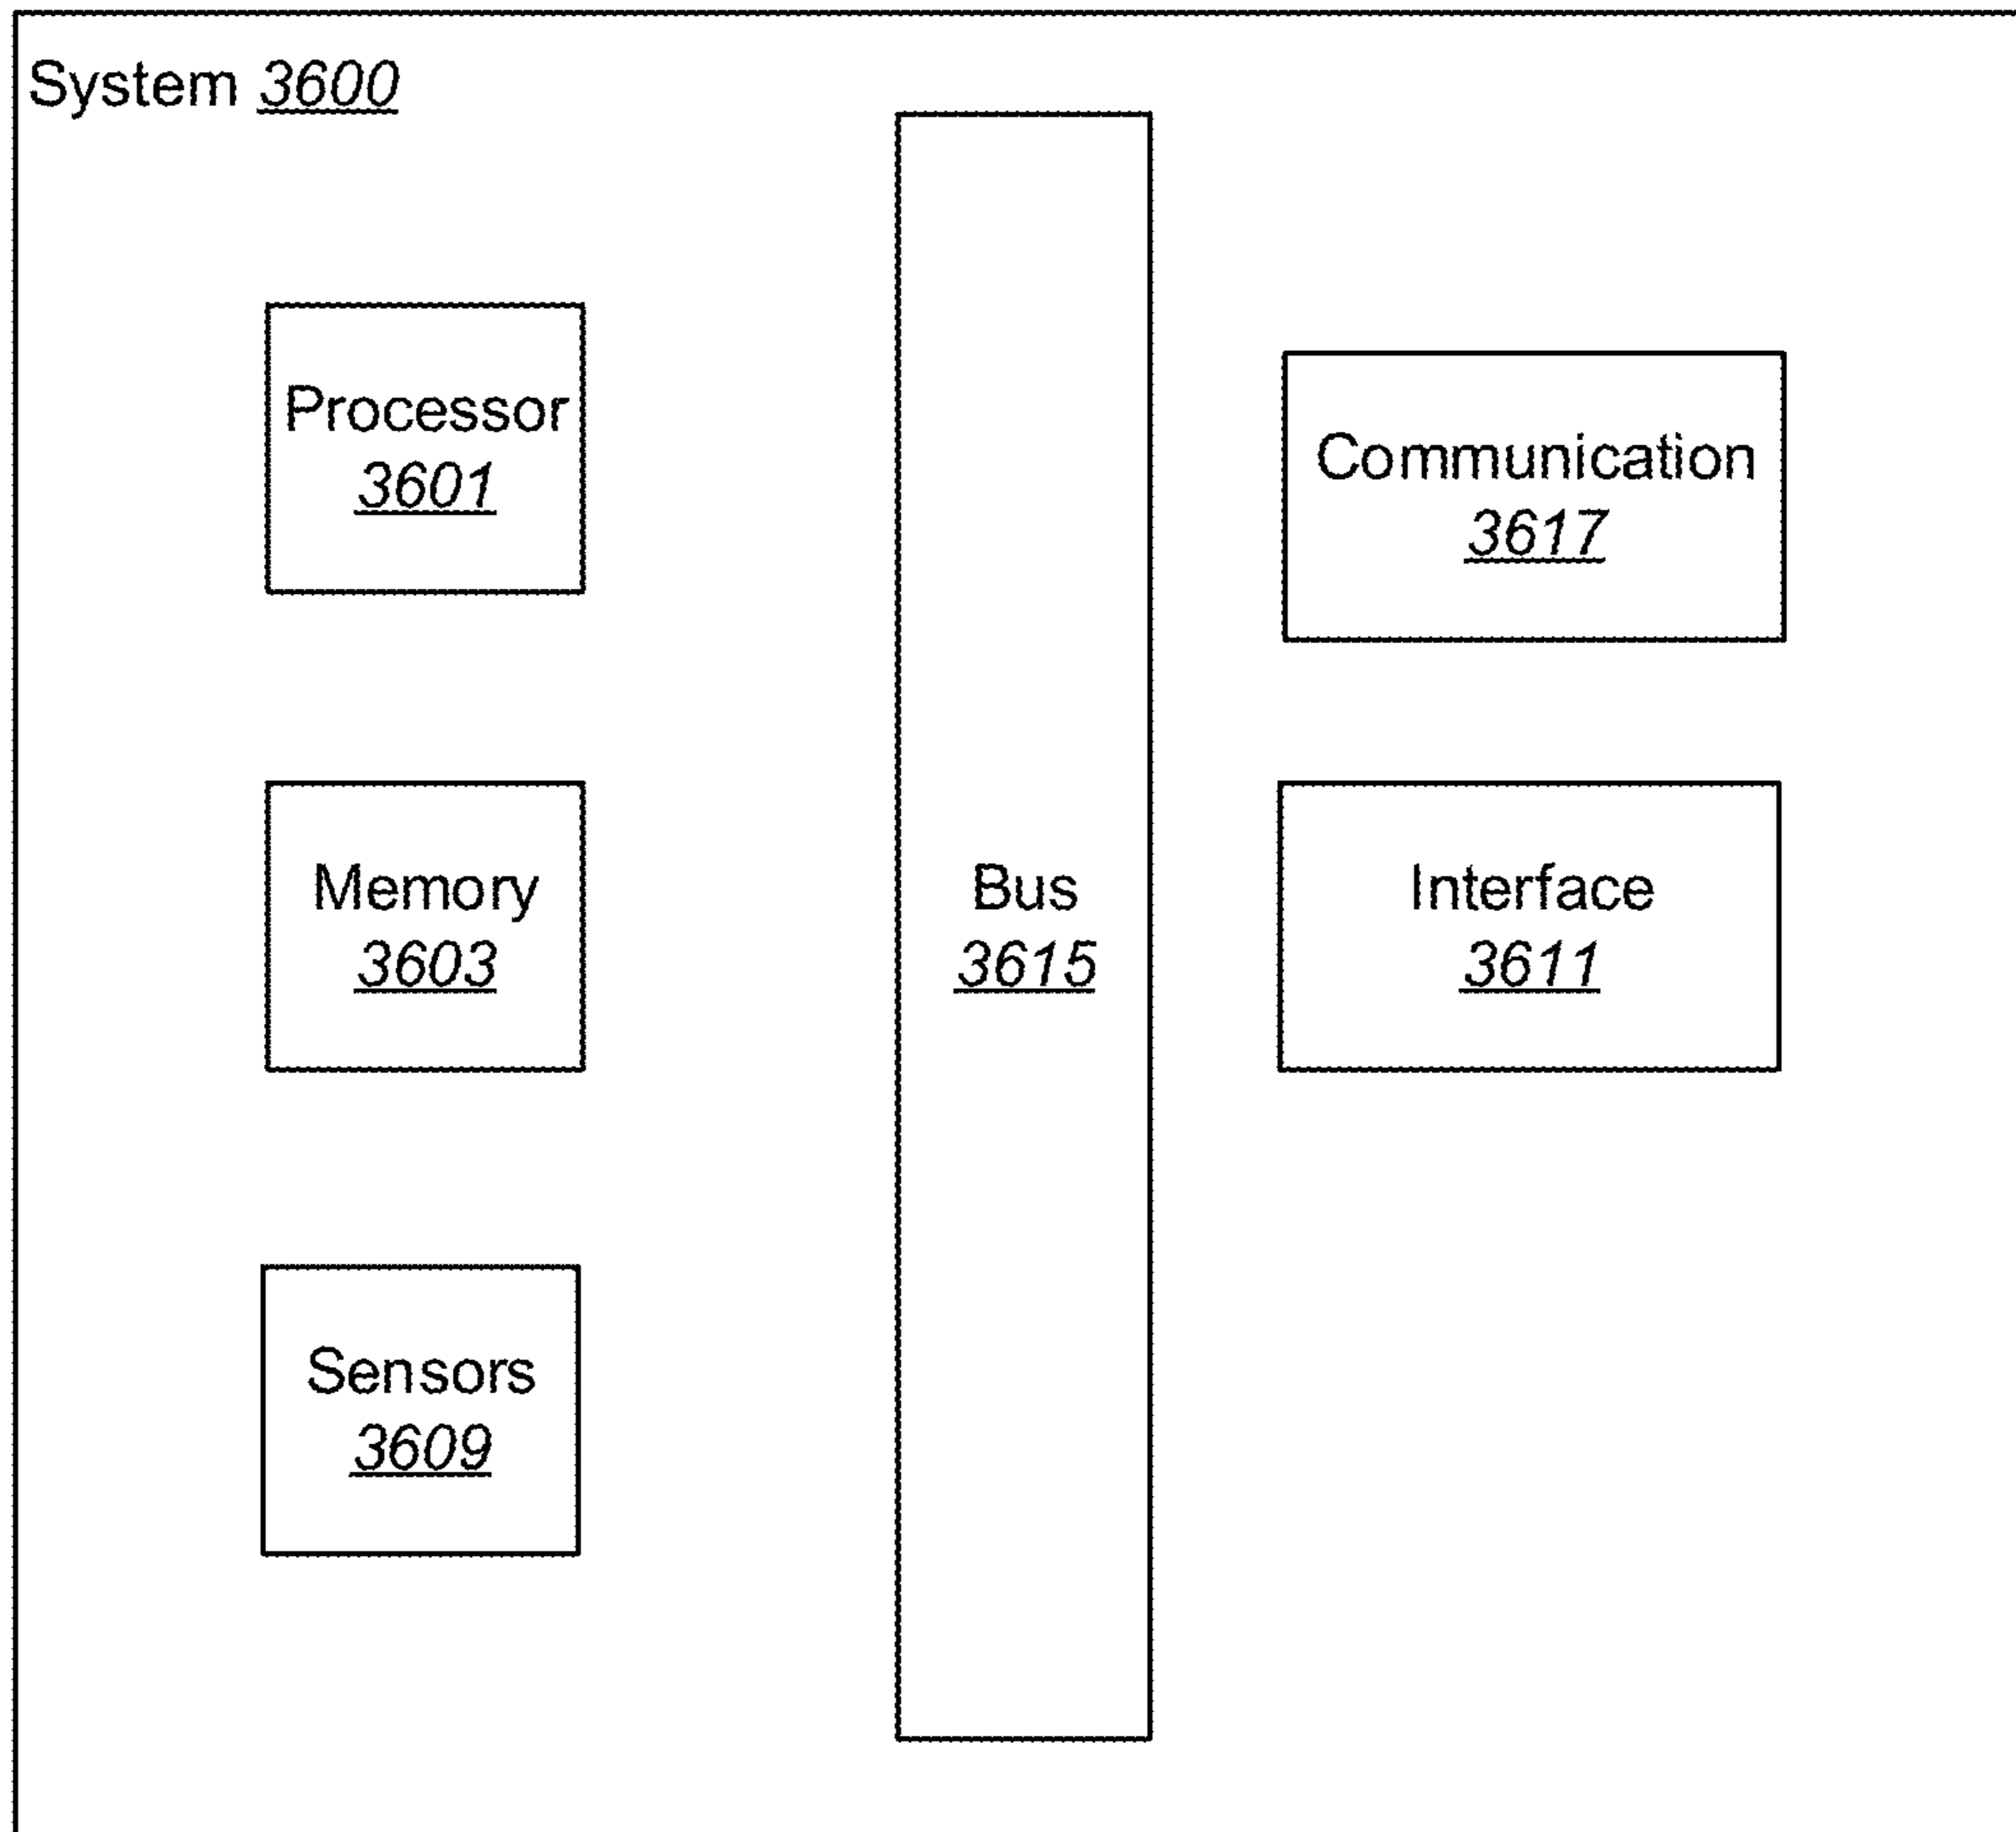 System 3600
Processor
3601
Memory
3603
Sensors
3609
Bus
3615
Communication
3617
Interface
3611